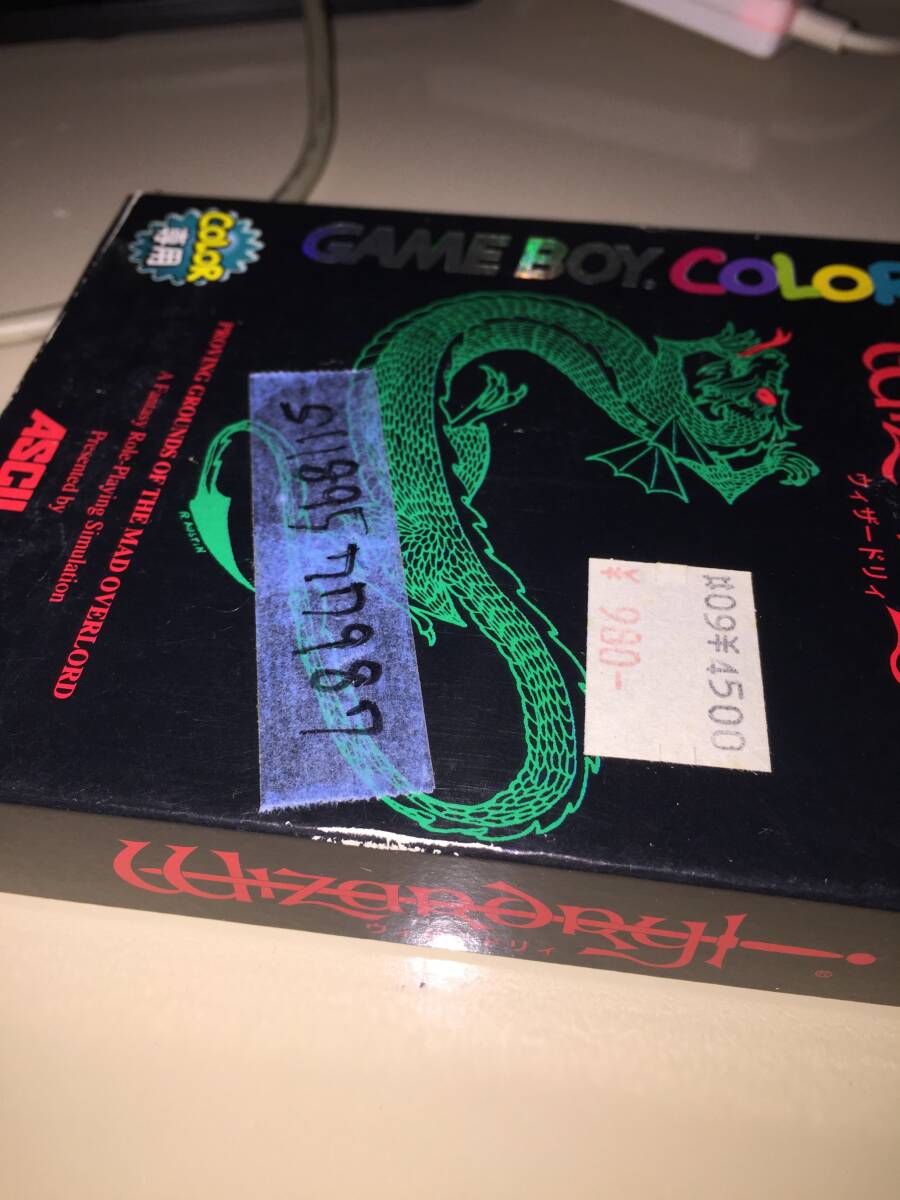 COLOR
専用
GAME BOY COLOR
ウィザードリィ
¥4500
¥980-
R AUSTIN
PROVING GROUNDS OF THE MAD OVERLORD
A Fantasy Role-Playing Simulation
Presented by
ASCII
Wizardry
ウィザードリィ
®